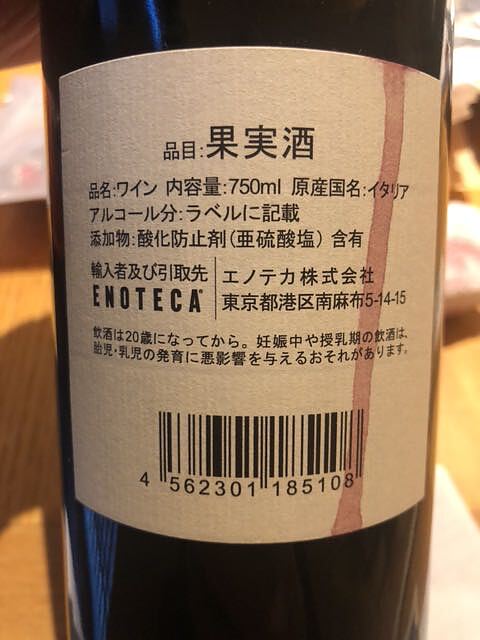 品目:果実酒
品名:ワイン 内容量:750ml 原産国名:イタリア
アルコール分:ラベルに記載
添加物:酸化防止剤(亜硫酸塩) 含有
輸入者及び引取先 エノテカ株式会社
ENOTECA® 東京都港区南麻布5-14-15
飲酒は20歳になってから。妊娠中や授乳期の飲酒は、
胎児・乳児の発育に悪影響を与えるおそれがあります。
4 562301 185108